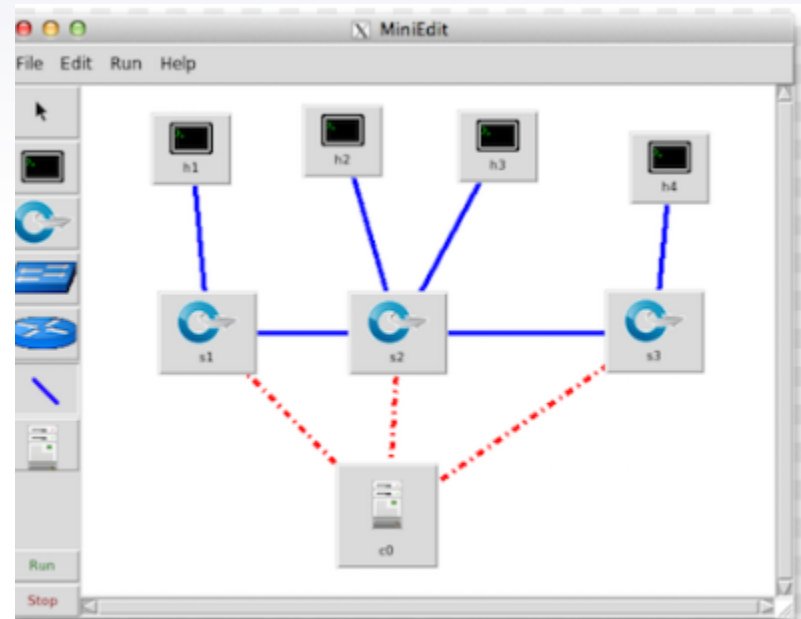 MiniEdit
File Edit Run Help
h1
h2
h3
h4
s1
s2
s3
c0
Run
Stop